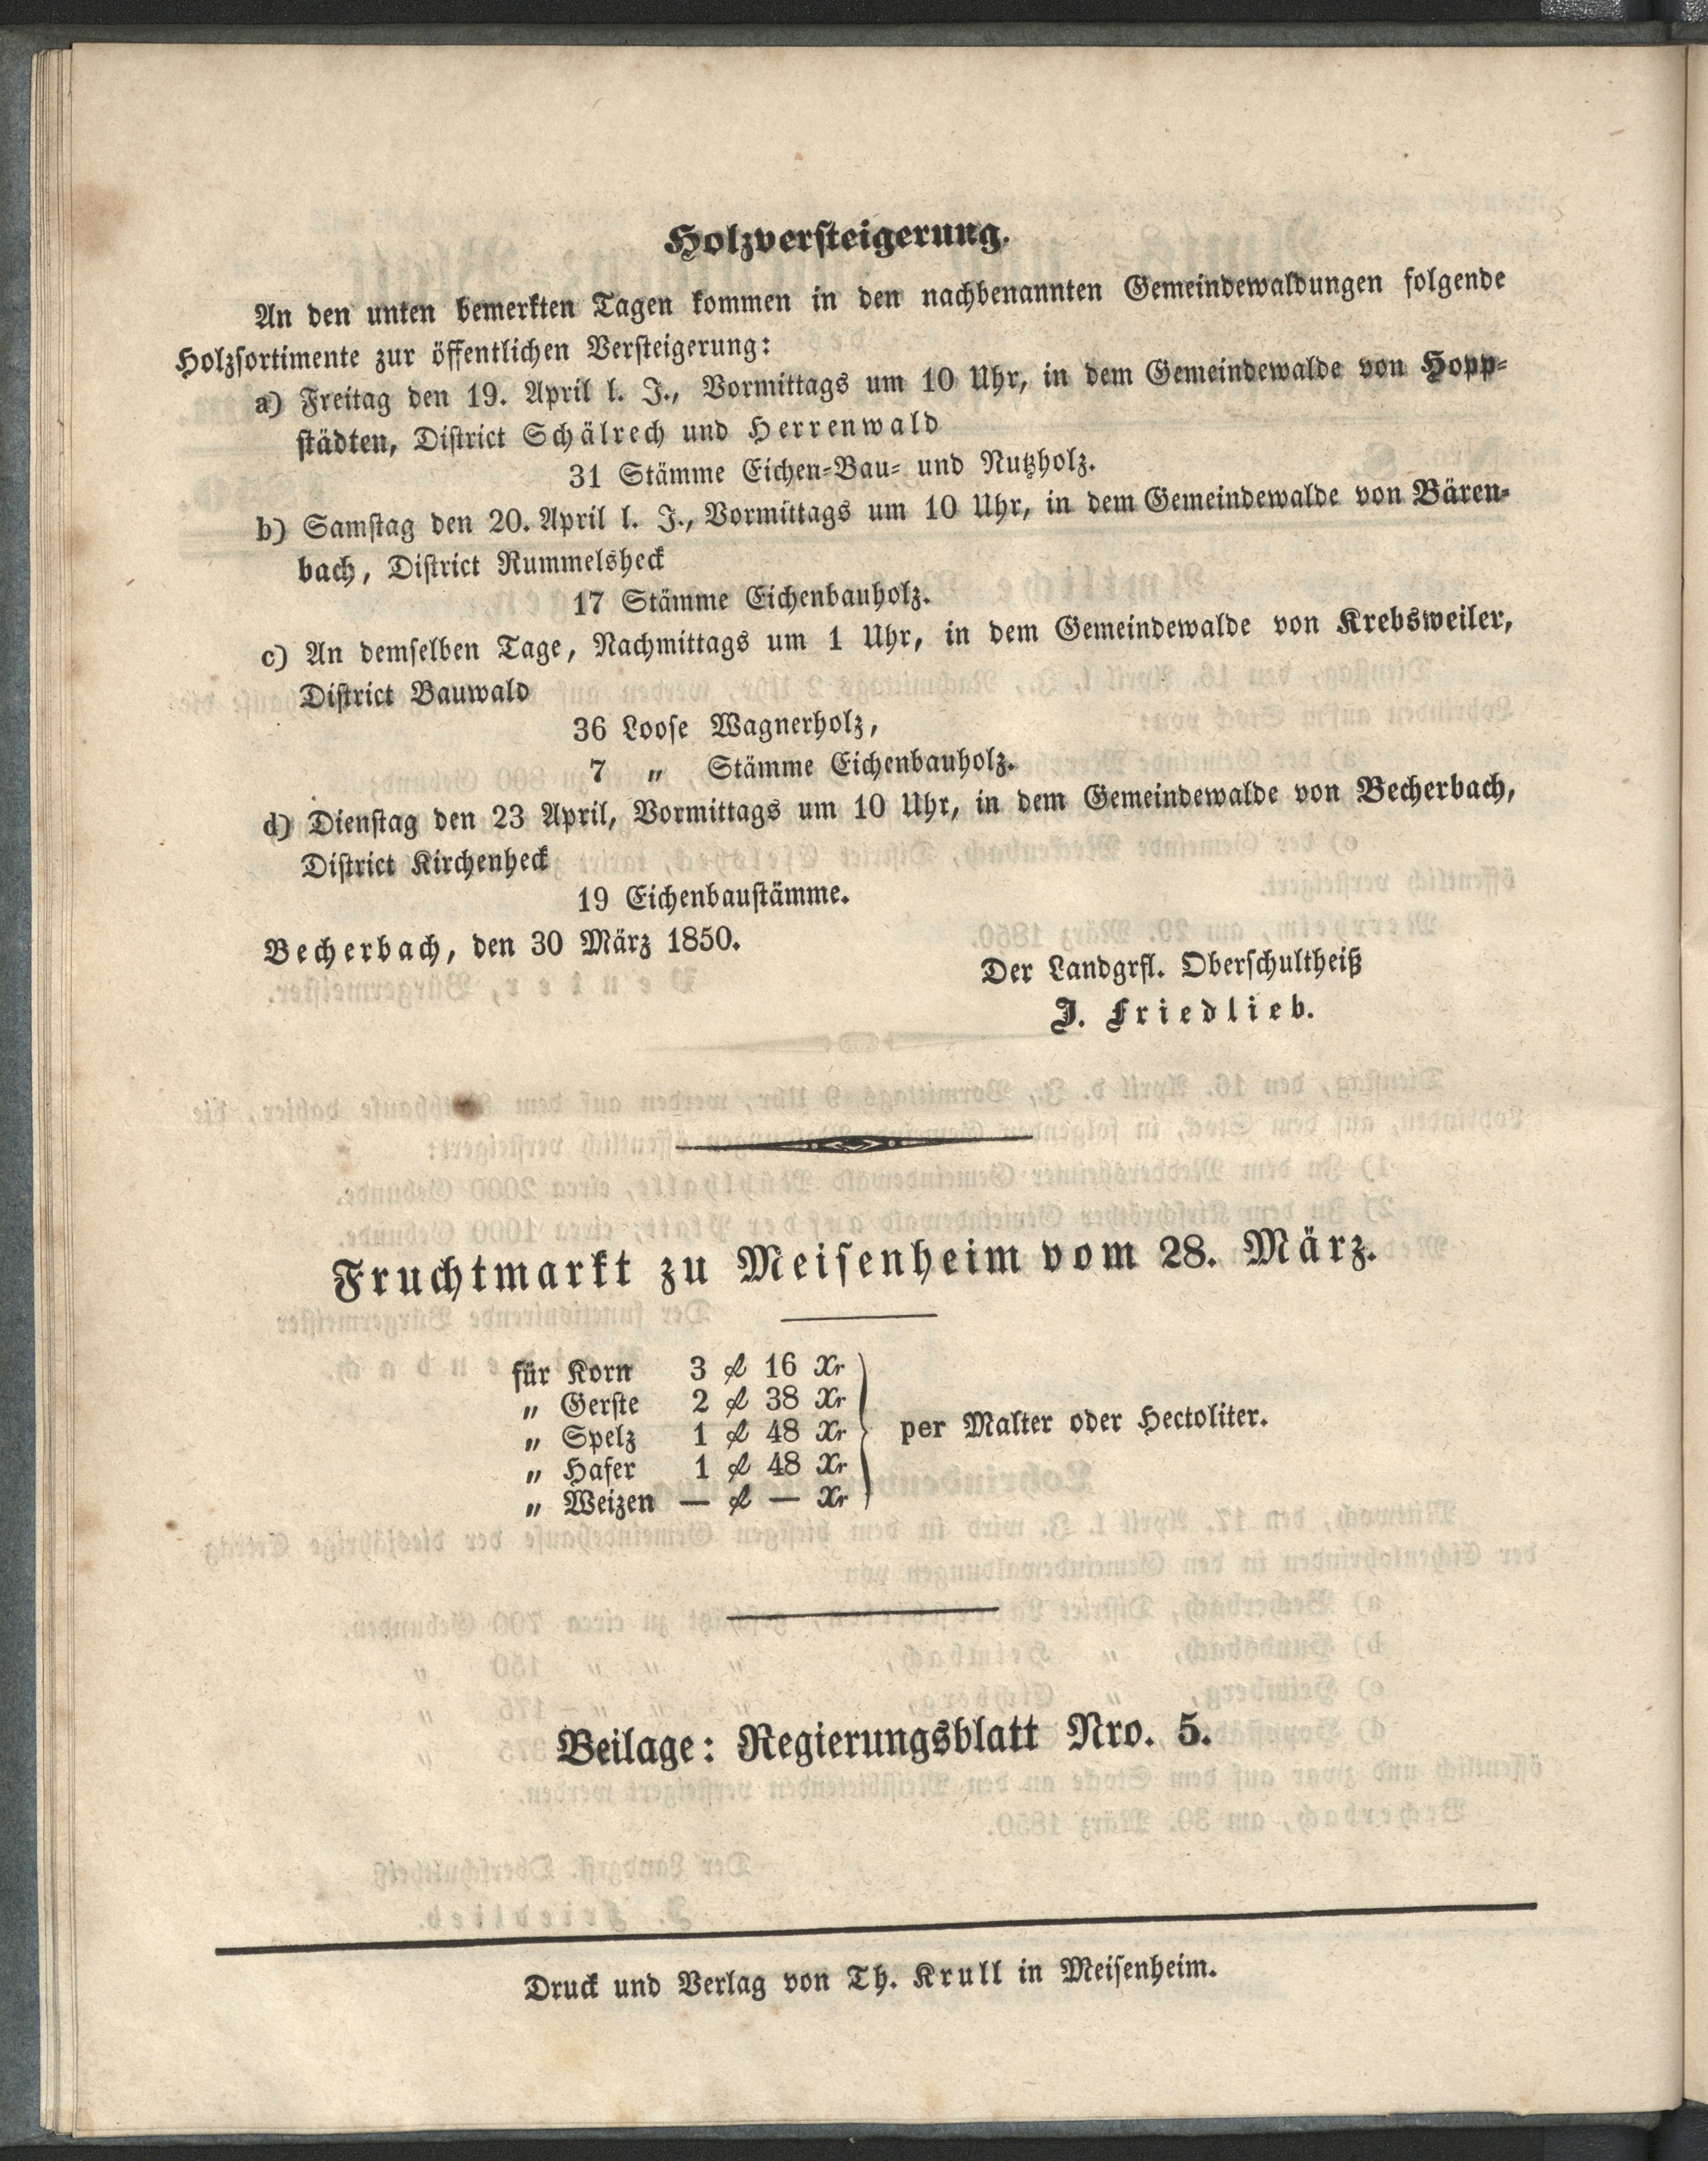 Holzversteigerung.
An den unten bemerkten Tagen kommen in den nachbenannten Gemeindewaldungen folgende
Holzsortimente zur öffentlichen Versteigerung:
a) Freitag den 19. April l. J., Vormittags um 10 Uhr, in dem Gemeindewalde von Hopp-
städten, District Schälrech und Herrenwald
31 Stämme Eichen-Bau- und Nutzholz.
b) Samstag den 20. April l. J., Vormittags um 10 Uhr, in dem Gemeindewalde von Bären-
bach, District Rummelsheck
17 Stämme Eichenbauholz.
c) An demselben Tage, Nachmittags um 1 Uhr, in dem Gemeindewalde von Krebsweiler,
District Bauwald
36 Loose Wagnerholz,
7 „ Stämme Eichenbauholz.
d) Dienstag den 23 April, Vormittags um 10 Uhr, in dem Gemeindewalde von Becherbach,
District Kirchenheck
19 Eichenbaustämme.
Becherbach, den 30 März 1850.
Der Landgrfl. Oberschultheiß
J. Friedlieb.
Fruchtmarkt zu Meisenheim vom 28. März.
für Korn 3 fl 16 Xr
„ Gerste 2 fl 38 Xr
„ Spelz 1 fl 48 Xr per Malter oder Hectoliter.
„ Hafer 1 fl 48 Xr
„ Weizen — fl — Xr
Beilage: Regierungsblatt Nro. 5.
Druck und Verlag von Th. Krull in Meisenheim.